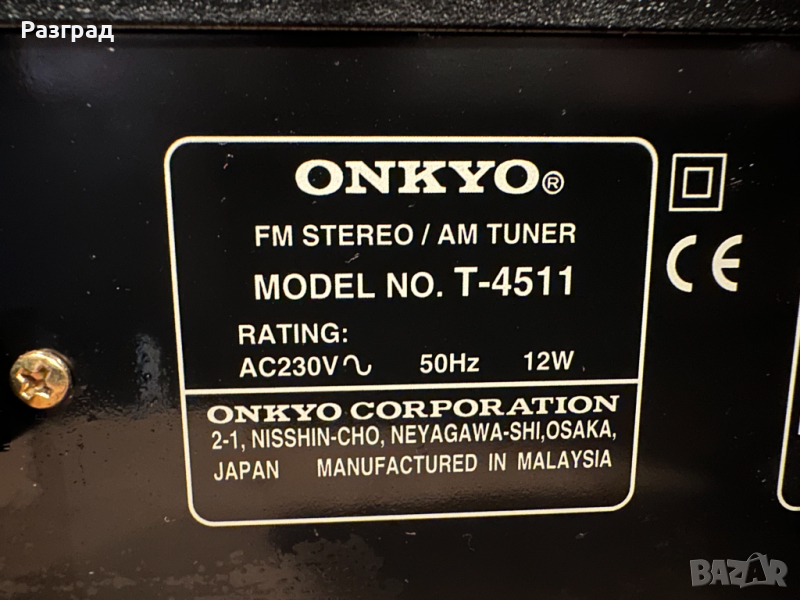 Разград
ONKYO®
FM STEREO / AM TUNER
MODEL NO. T-4511
RATING:
AC230V∿ 50Hz 12W
ONKYO CORPORATION
2-1, NISSHIN-CHO, NEYAGAWA-SHI,OSAKA,
JAPAN MANUFACTURED IN MALAYSIA
CE
BAZAR